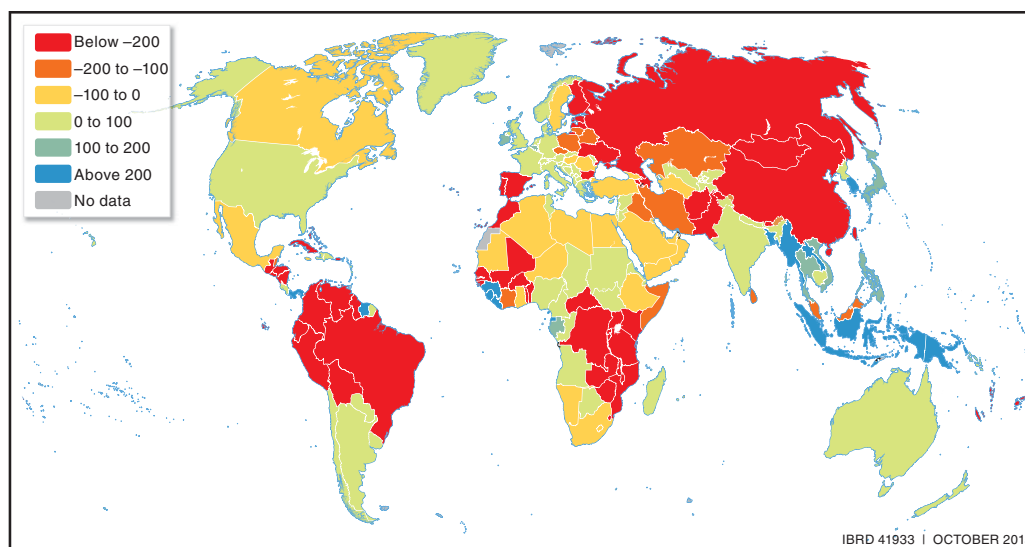 Below –200
–200 to –100
–100 to 0
0 to 100
100 to 200
Above 200
No data
IBRD 41933 | OCTOBER 201